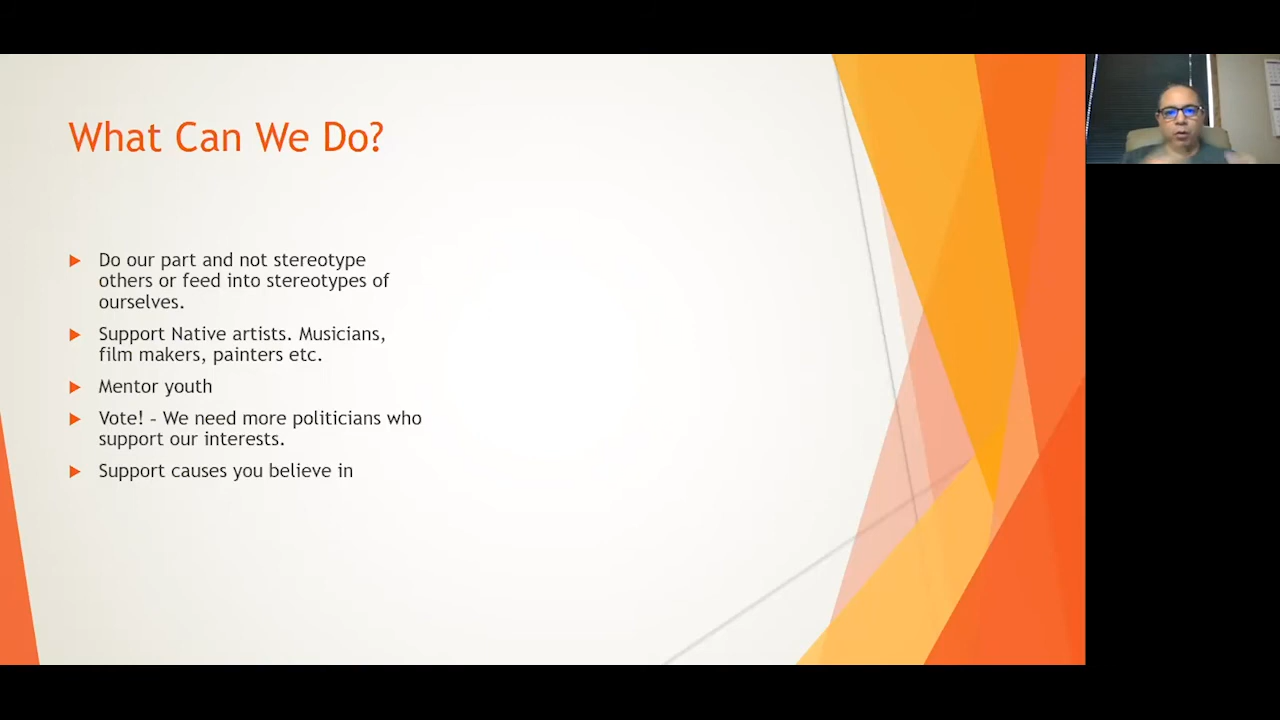 What Can We Do?
Do our part and not stereotype
others or feed into stereotypes of
ourselves.
Support Native artists. Musicians,
film makers, painters etc.
Mentor youth
Vote! - We need more politicians who
support our interests.
Support causes you believe in